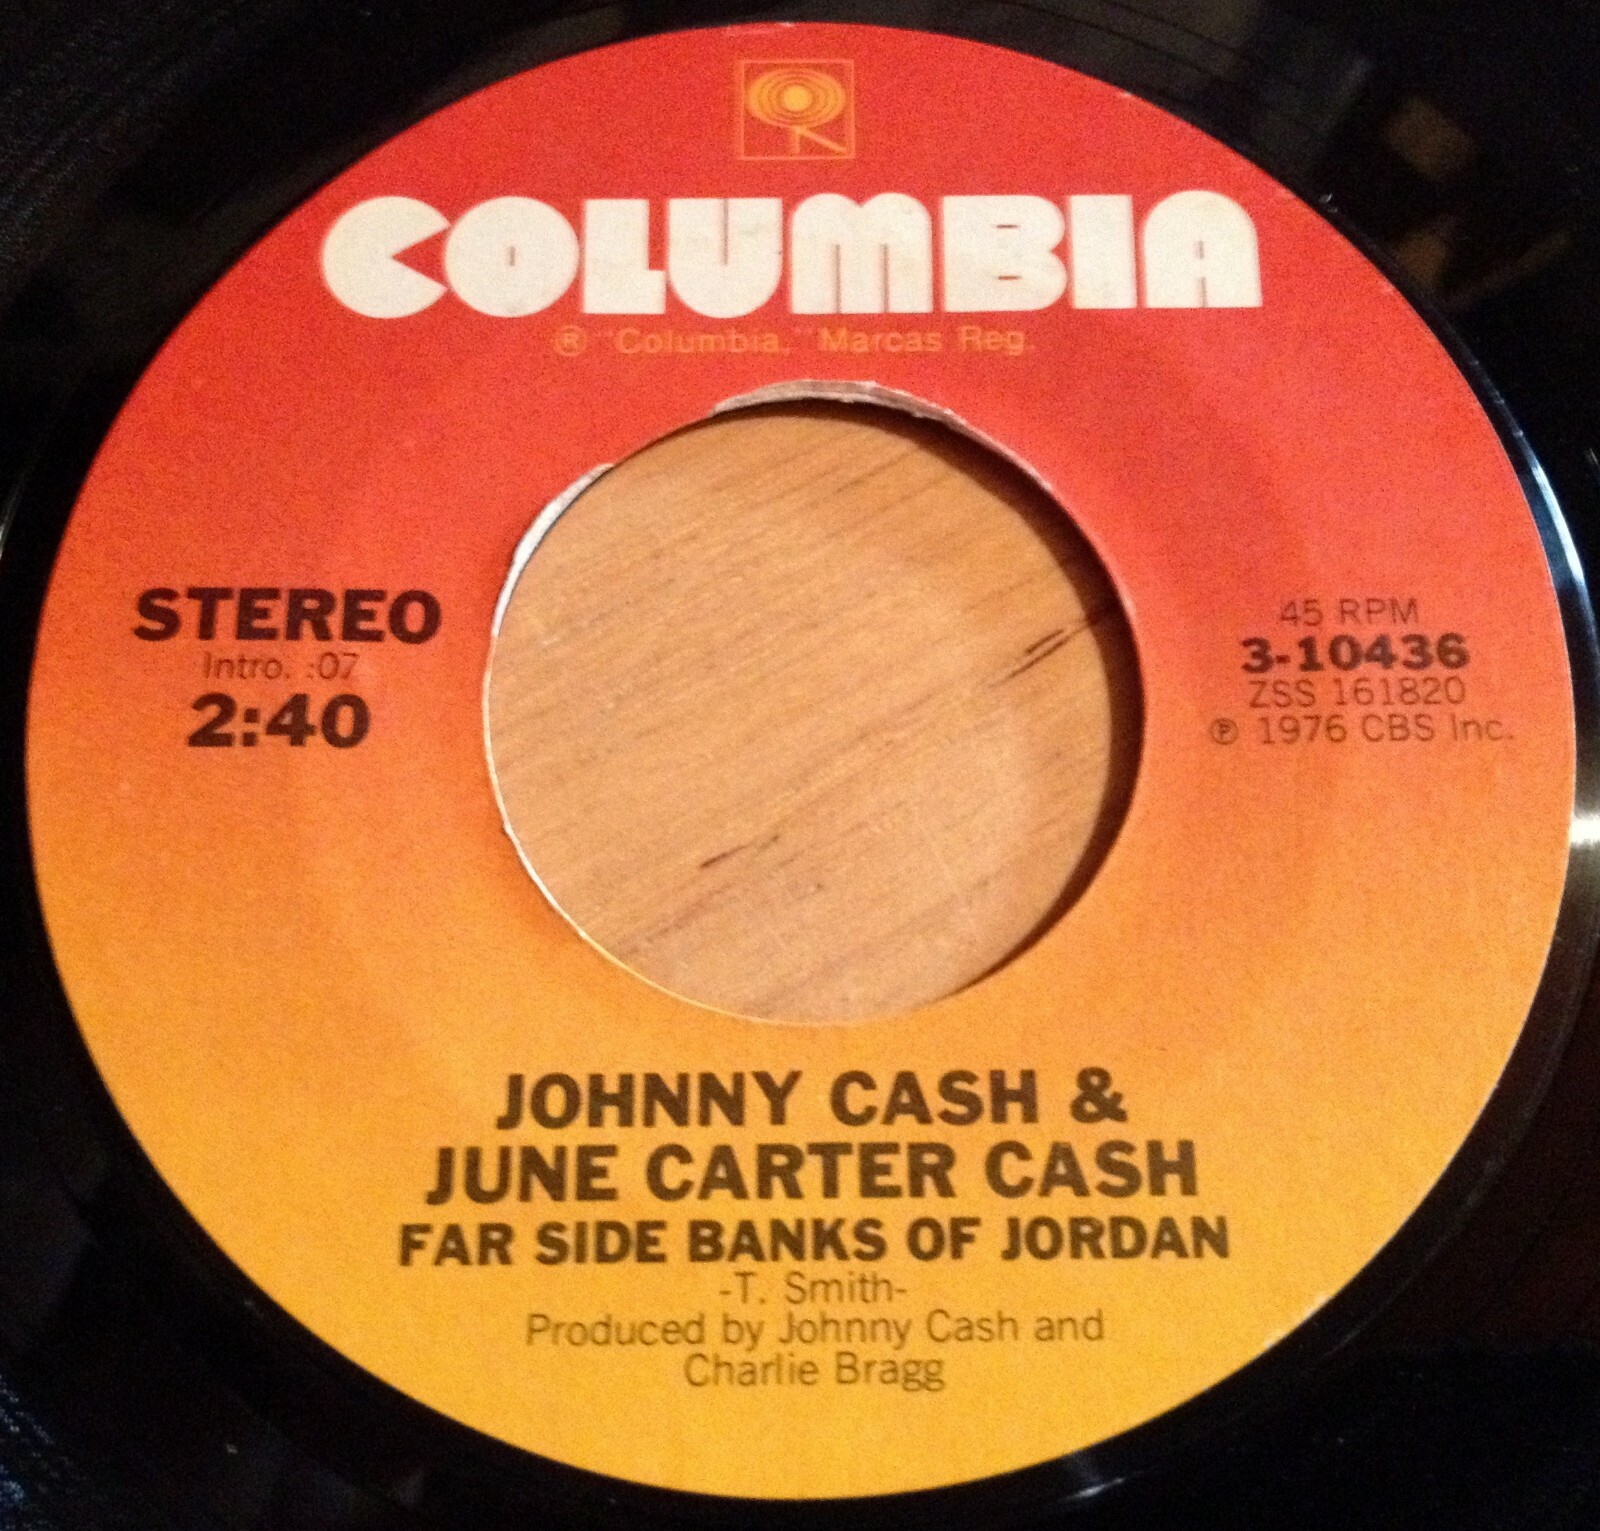 COLUMBIA
® "Columbia," Marcas Reg.
STEREO
Intro. :07
2:40
45 RPM
3-10436
ZSS 161820
℗ 1976 CBS Inc.
JOHNNY CASH &
JUNE CARTER CASH
FAR SIDE BANKS OF JORDAN
-T. Smith-
Produced by Johnny Cash and
Charlie Bragg